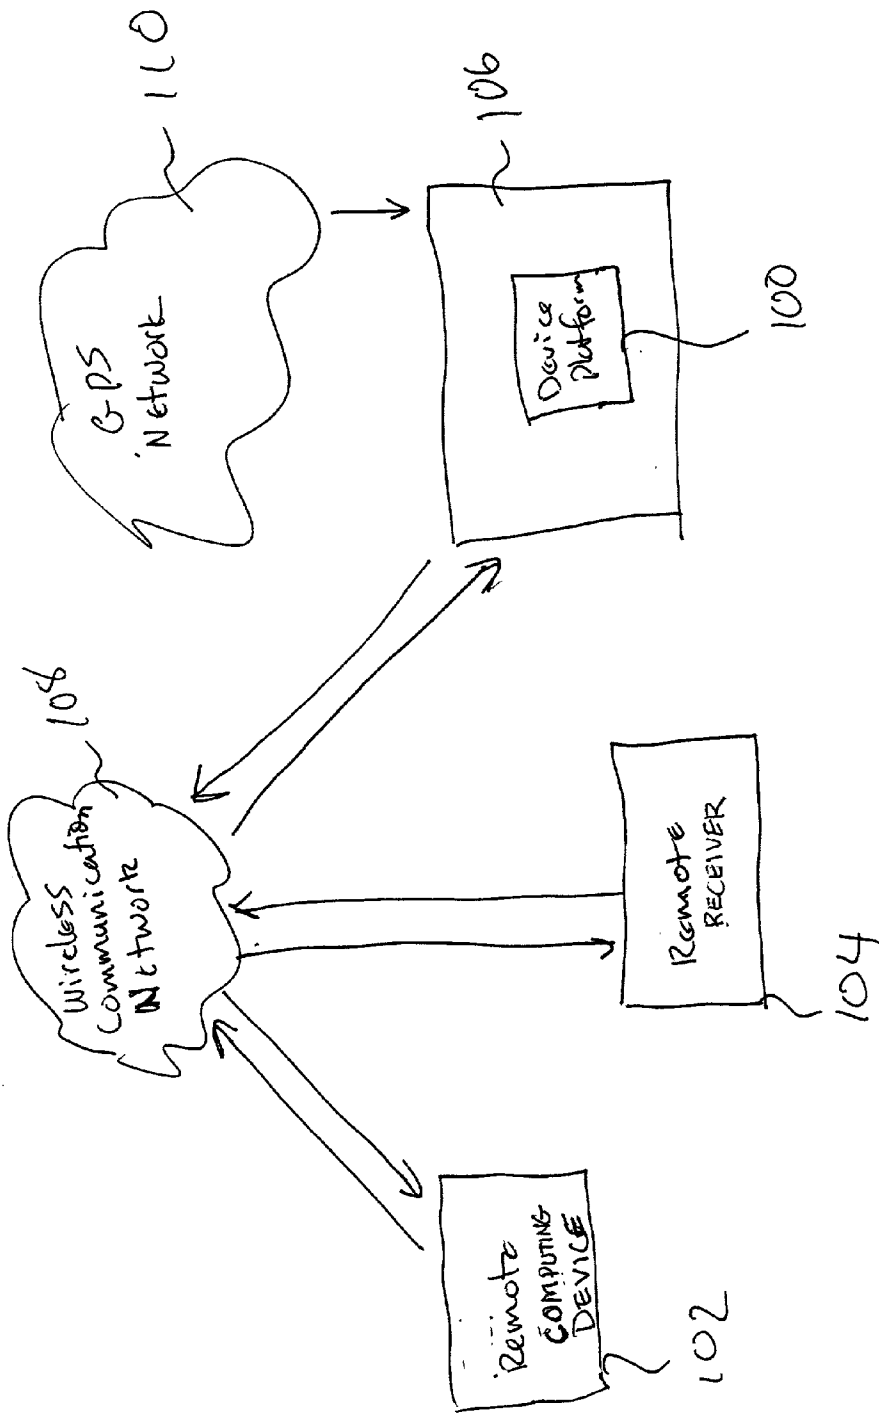 Wireless
Communication
Network
108
GPS
Network
110
Remote
COMPUTING
DEVICE
102
Remote
RECEIVER
104
Device
Platform
100
106